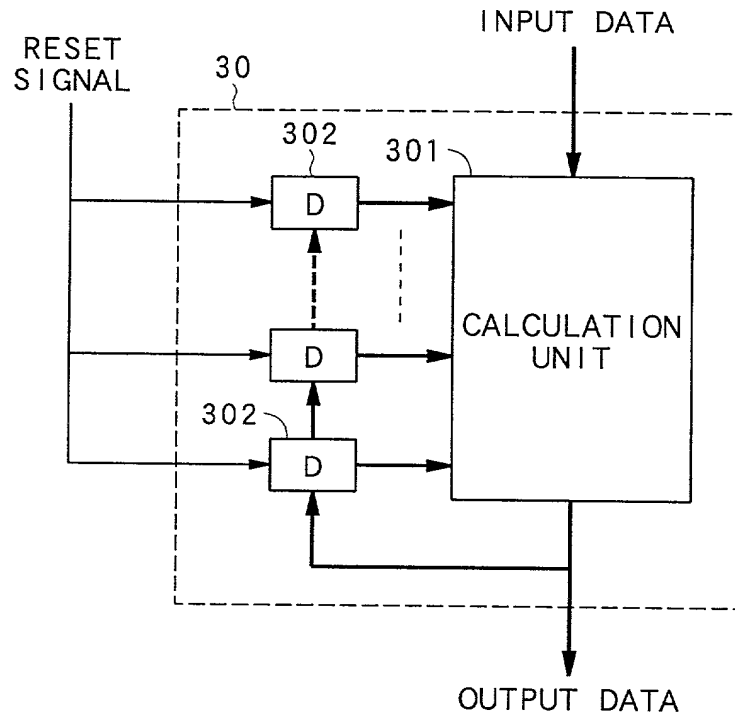 INPUT DATA
RESET
SIGNAL
30
302
301
D
CALCULATION
UNIT
D
302
D
OUTPUT DATA